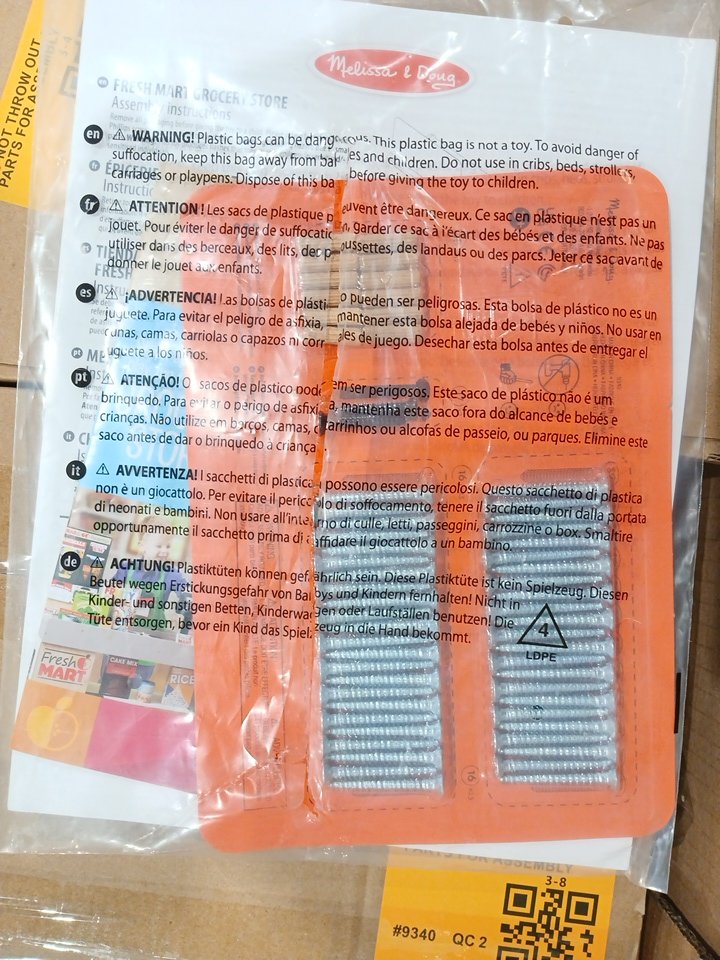 NOT THROW OUT
PARTS FOR ASSEMBLY
3-4
Melissa & Doug
FRESH MART GROCERY STORE
Assembly instructions
en ⚠ WARNING! Plastic bags can be dangerous. This plastic bag is not a toy. To avoid danger of
suffocation, keep this bag away from babies and children. Do not use in cribs, beds, strollers,
carriages or playpens. Dispose of this bag before giving the toy to children.
fr ⚠ ATTENTION! Les sacs de plastique peuvent être dangereux. Ce sac en plastique n'est pas un
jouet. Pour éviter le danger de suffocation, garder ce sac à l'écart des bébés et des enfants. Ne pas
utiliser dans des berceaux, des lits, des poussettes, des landaus ou des parcs. Jeter ce sac avant de
donner le jouet aux enfants.
es ⚠ ¡ADVERTENCIA! Las bolsas de plástico pueden ser peligrosas. Esta bolsa de plástico no es un
juguete. Para evitar el peligro de asfixia, mantener esta bolsa alejada de bebés y niños. No usar en
cunas, camas, carriolas o capazos ni corrales de juego. Desechar esta bolsa antes de entregar el
juguete a los niños.
pt ⚠ ATENÇÃO! O sacos de plástico podem ser perigosos. Este saco de plástico não é um
brinquedo. Para evitar o perigo de asfixia, mantenha este saco fora do alcance de bebés e
crianças. Não utilize em berços, camas, carrinhos ou alcofas de passeio, ou parques. Elimine este
saco antes de dar o brinquedo à criança.
it ⚠ AVVERTENZA! I sacchetti di plastica possono essere pericolosi. Questo sacchetto di plastica
non è un giocattolo. Per evitare il pericolo di soffocamento, tenere il sacchetto fuori dalla portata
di neonati e bambini. Non usare all'interno di culle, letti, passeggini, carrozzine o box. Smaltire
opportunamente il sacchetto prima di affidare il giocattolo a un bambino.
de ⚠ ACHTUNG! Plastiktüten können gefährlich sein. Diese Plastiktüte ist kein Spielzeug. Diesen
Beutel wegen Erstickungsgefahr von Babys und Kindern fernhalten! Nicht in
Kinder- und sonstigen Betten, Kinderwagen oder Laufställen benutzen! Die
Tüte entsorgen, bevor ein Kind das Spielzeug in die Hand bekommt.
4
LDPE
Fresh
MART
CAKE MIX
RICE
16
PARTS FOR ASSEMBLY
3-8
#9340 QC 2